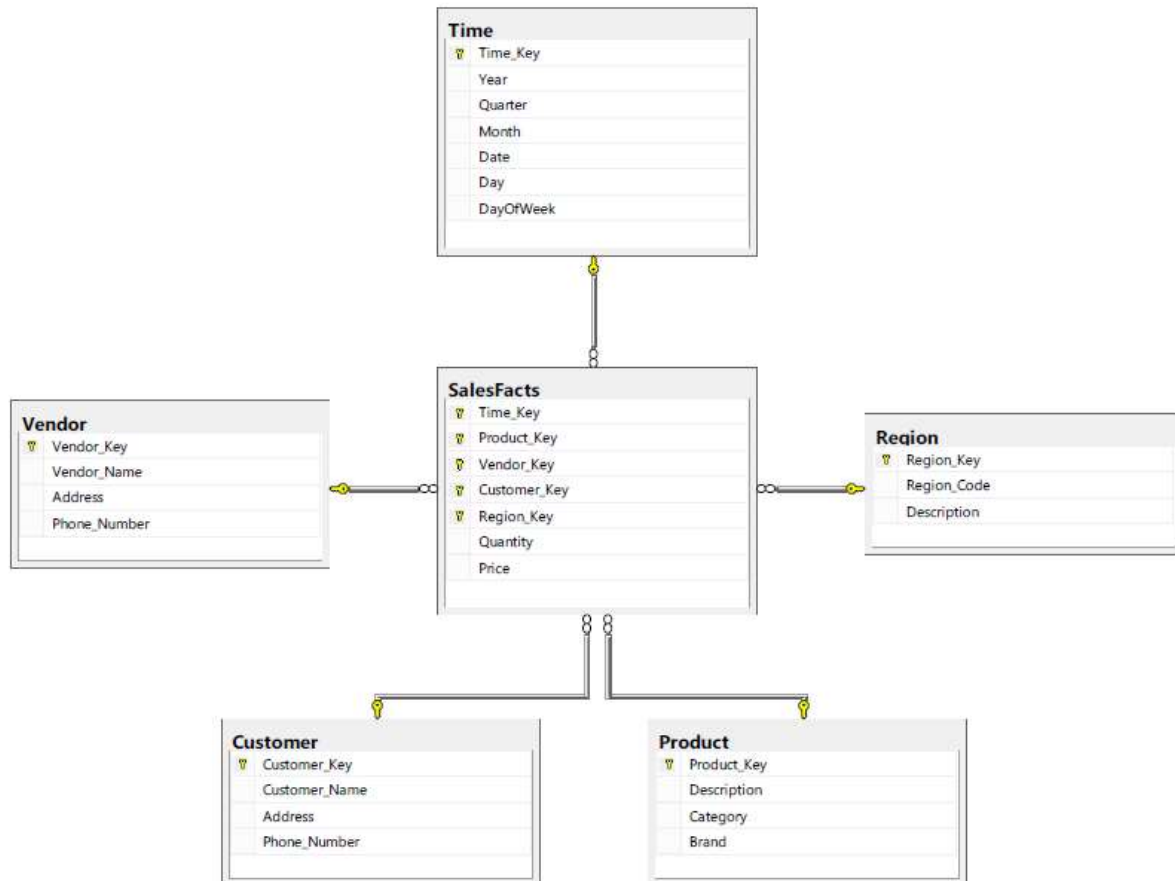 Time
Time_Key
Year
Quarter
Month
Date
Day
DayOfWeek
SalesFacts
Time_Key
Product_Key
Vendor_Key
Customer_Key
Region_Key
Quantity
Price
Vendor
Vendor_Key
Vendor_Name
Address
Phone_Number
Region
Region_Key
Region_Code
Description
Customer
Customer_Key
Customer_Name
Address
Phone_Number
Product
Product_Key
Description
Category
Brand